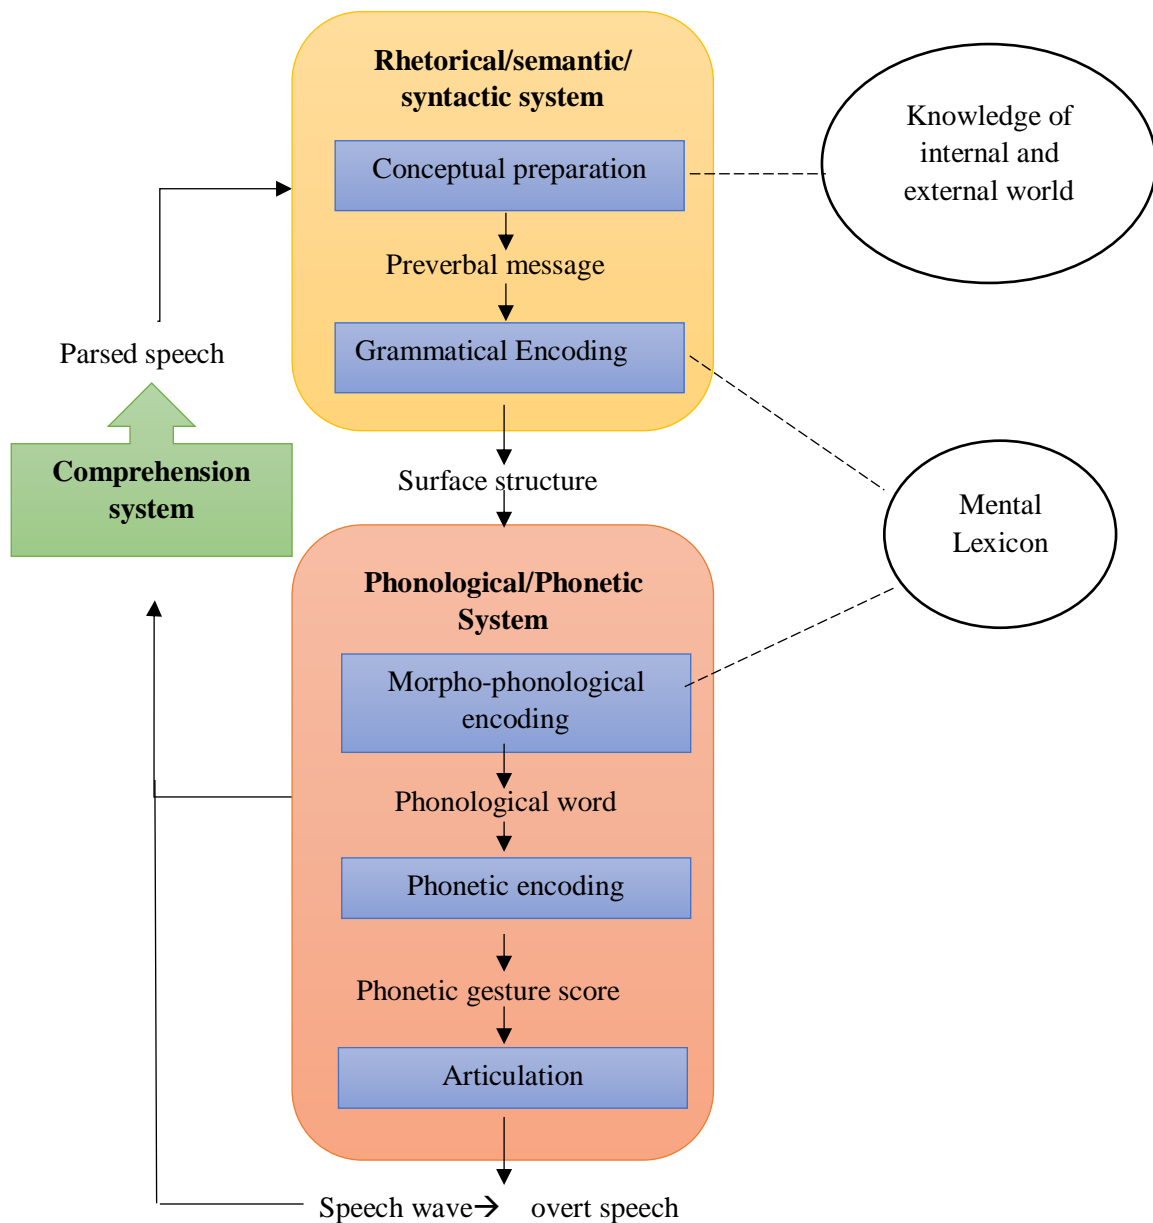 Rhetorical/semantic/
syntactic system
Conceptual preparation
Knowledge of
internal and
external world
Preverbal message
Grammatical Encoding
Parsed speech
Comprehension
system
Surface structure
Mental
Lexicon
Phonological/Phonetic
System
Morpho-phonological
encoding
Phonological word
Phonetic encoding
Phonetic gesture score
Articulation
Speech wave→ overt speech